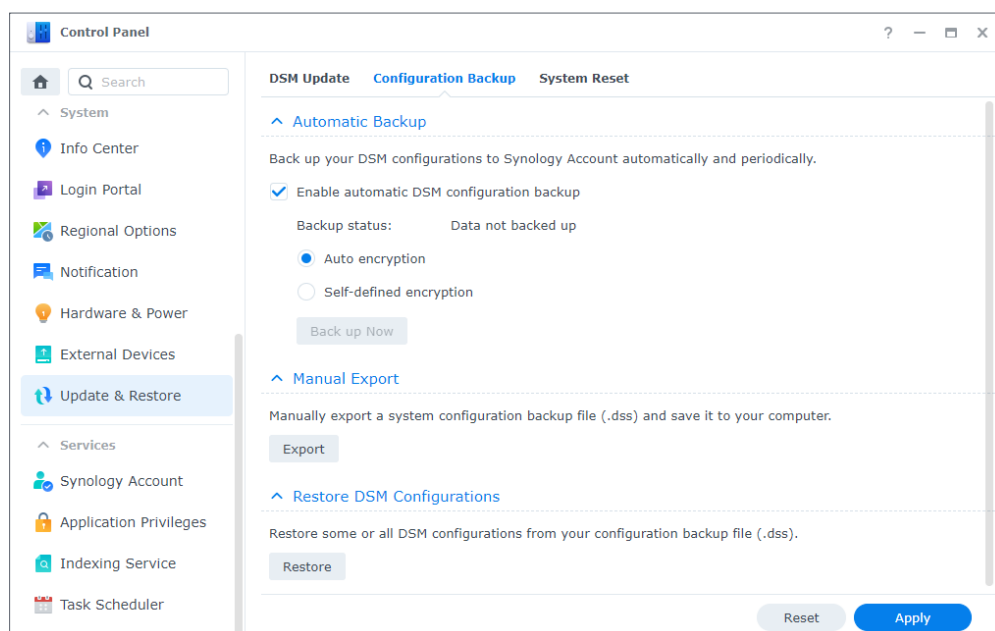 Control Panel
?
Search
System
Info Center
Login Portal
Regional Options
Notification
Hardware & Power
External Devices
Update & Restore
Services
Synology Account
Application Privileges
Indexing Service
Task Scheduler
DSM Update Configuration Backup System Reset
Automatic Backup
Back up your DSM configurations to Synology Account automatically and periodically.
Enable automatic DSM configuration backup
Backup status: Data not backed up
Auto encryption
Self-defined encryption
Back up Now
Manual Export
Manually export a system configuration backup file (.dss) and save it to your computer.
Export
Restore DSM Configurations
Restore some or all DSM configurations from your configuration backup file (.dss).
Restore
Reset Apply